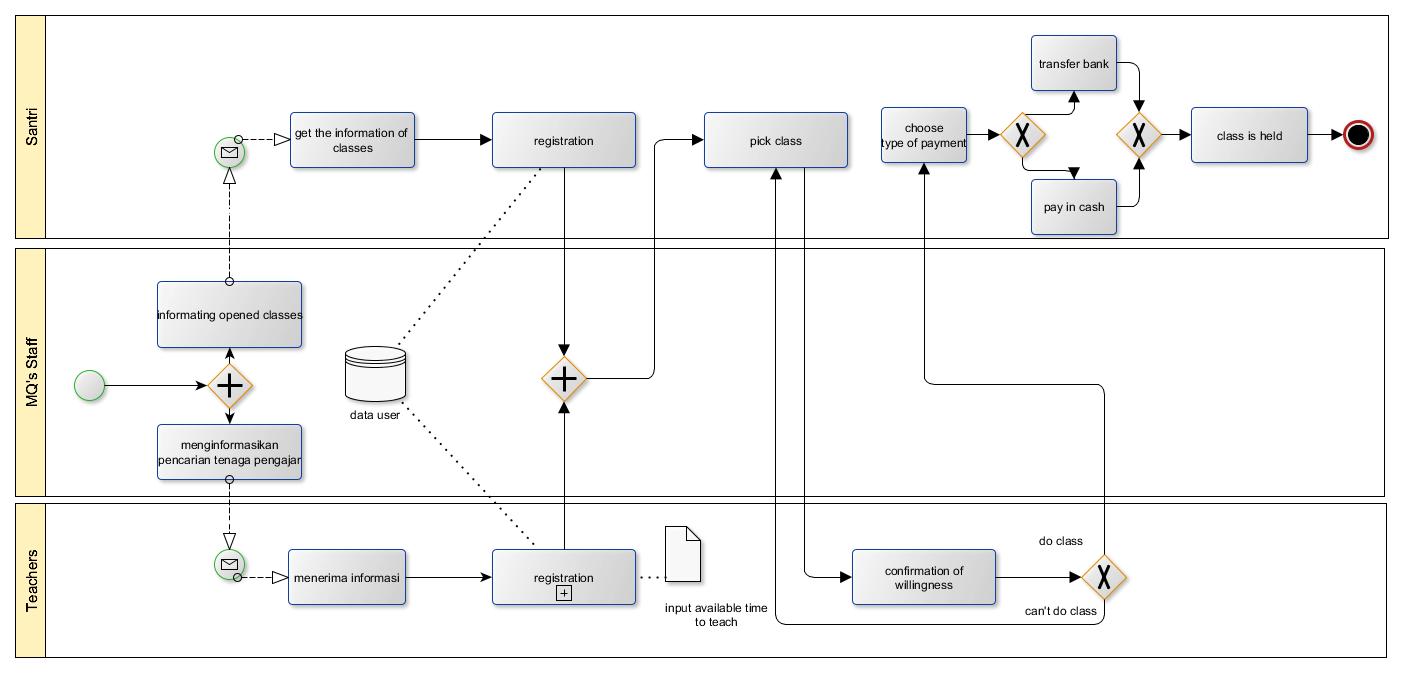 Santri
get the information of
classes
registration
pick class
choose
type of payment
transfer bank
pay in cash
class is held
MQ's Staff
informating opened classes
menginformasikan
pencarian tenaga pengajar
data user
Teachers
menerima informasi
registration
input available time
to teach
confirmation of
willingness
do class
can't do class